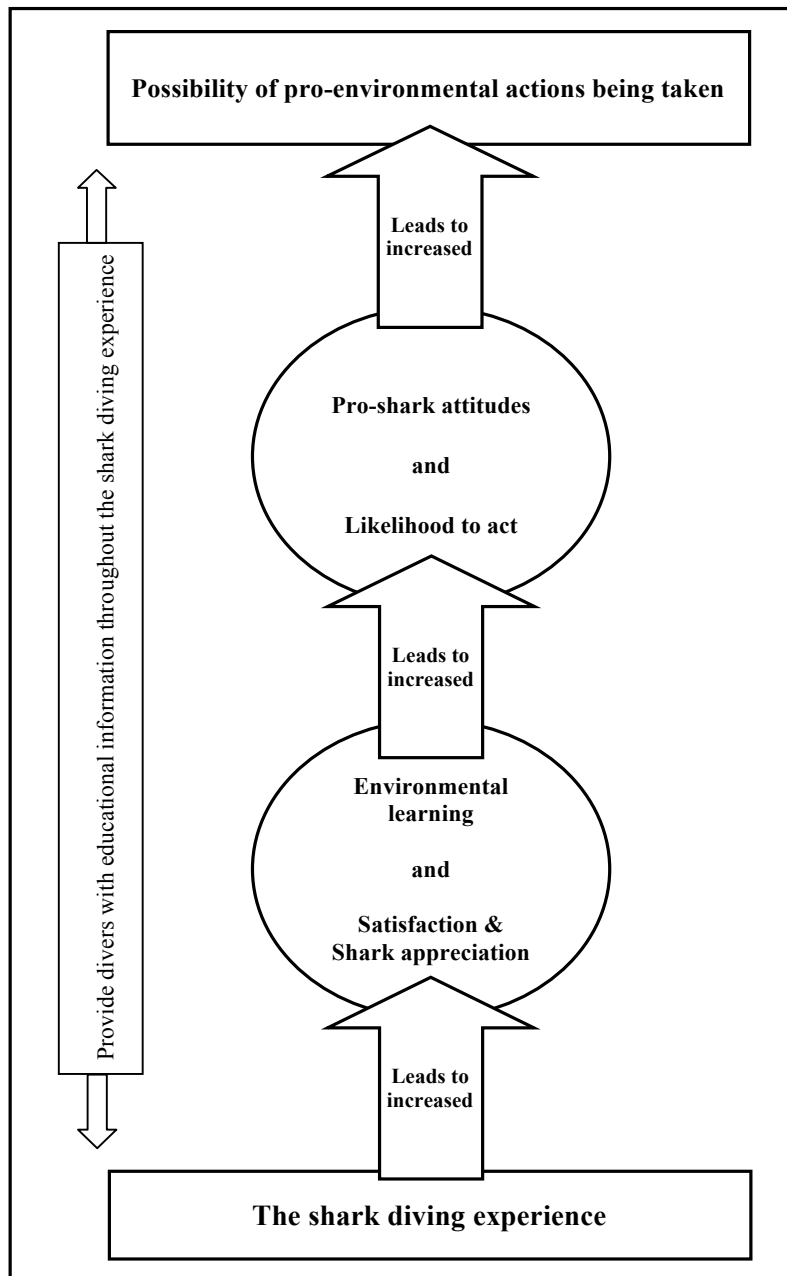 Possibility of pro-environmental actions being taken
Leads to
increased
Provide divers with educational information throughout the shark diving experience
Pro-shark attitudes
and
Likelihood to act
Leads to
increased
Environmental
learning
and
Satisfaction &
Shark appreciation
Leads to
increased
The shark diving experience